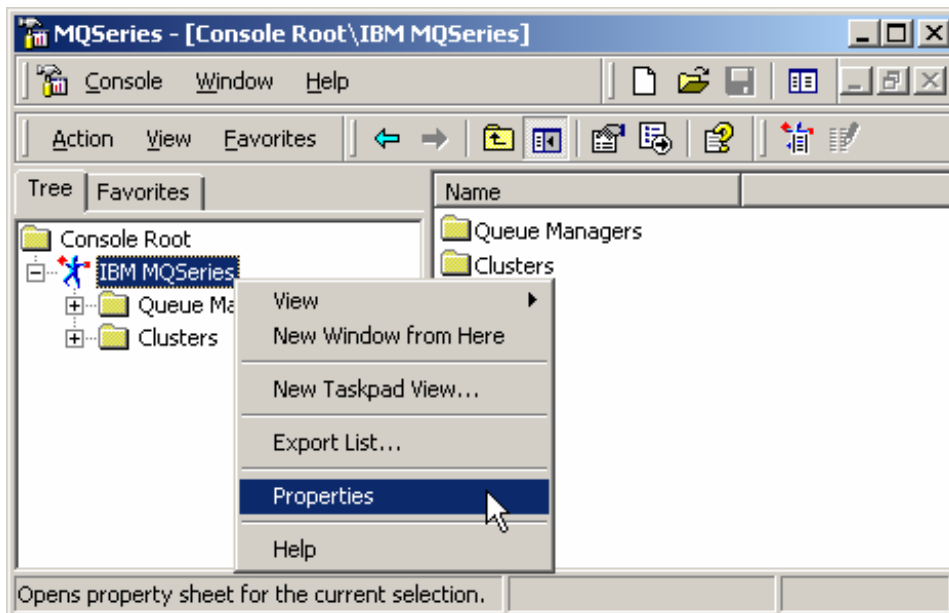 MQSeries - [Console Root\IBM MQSeries]
Console Window Help
Action View Favorites
Tree Favorites
Name
Console Root
IBM MQSeries
Queue Ma
Clusters
Queue Managers
Clusters
View
New Window from Here
New Taskpad View...
Export List...
Properties
Help
Opens property sheet for the current selection.